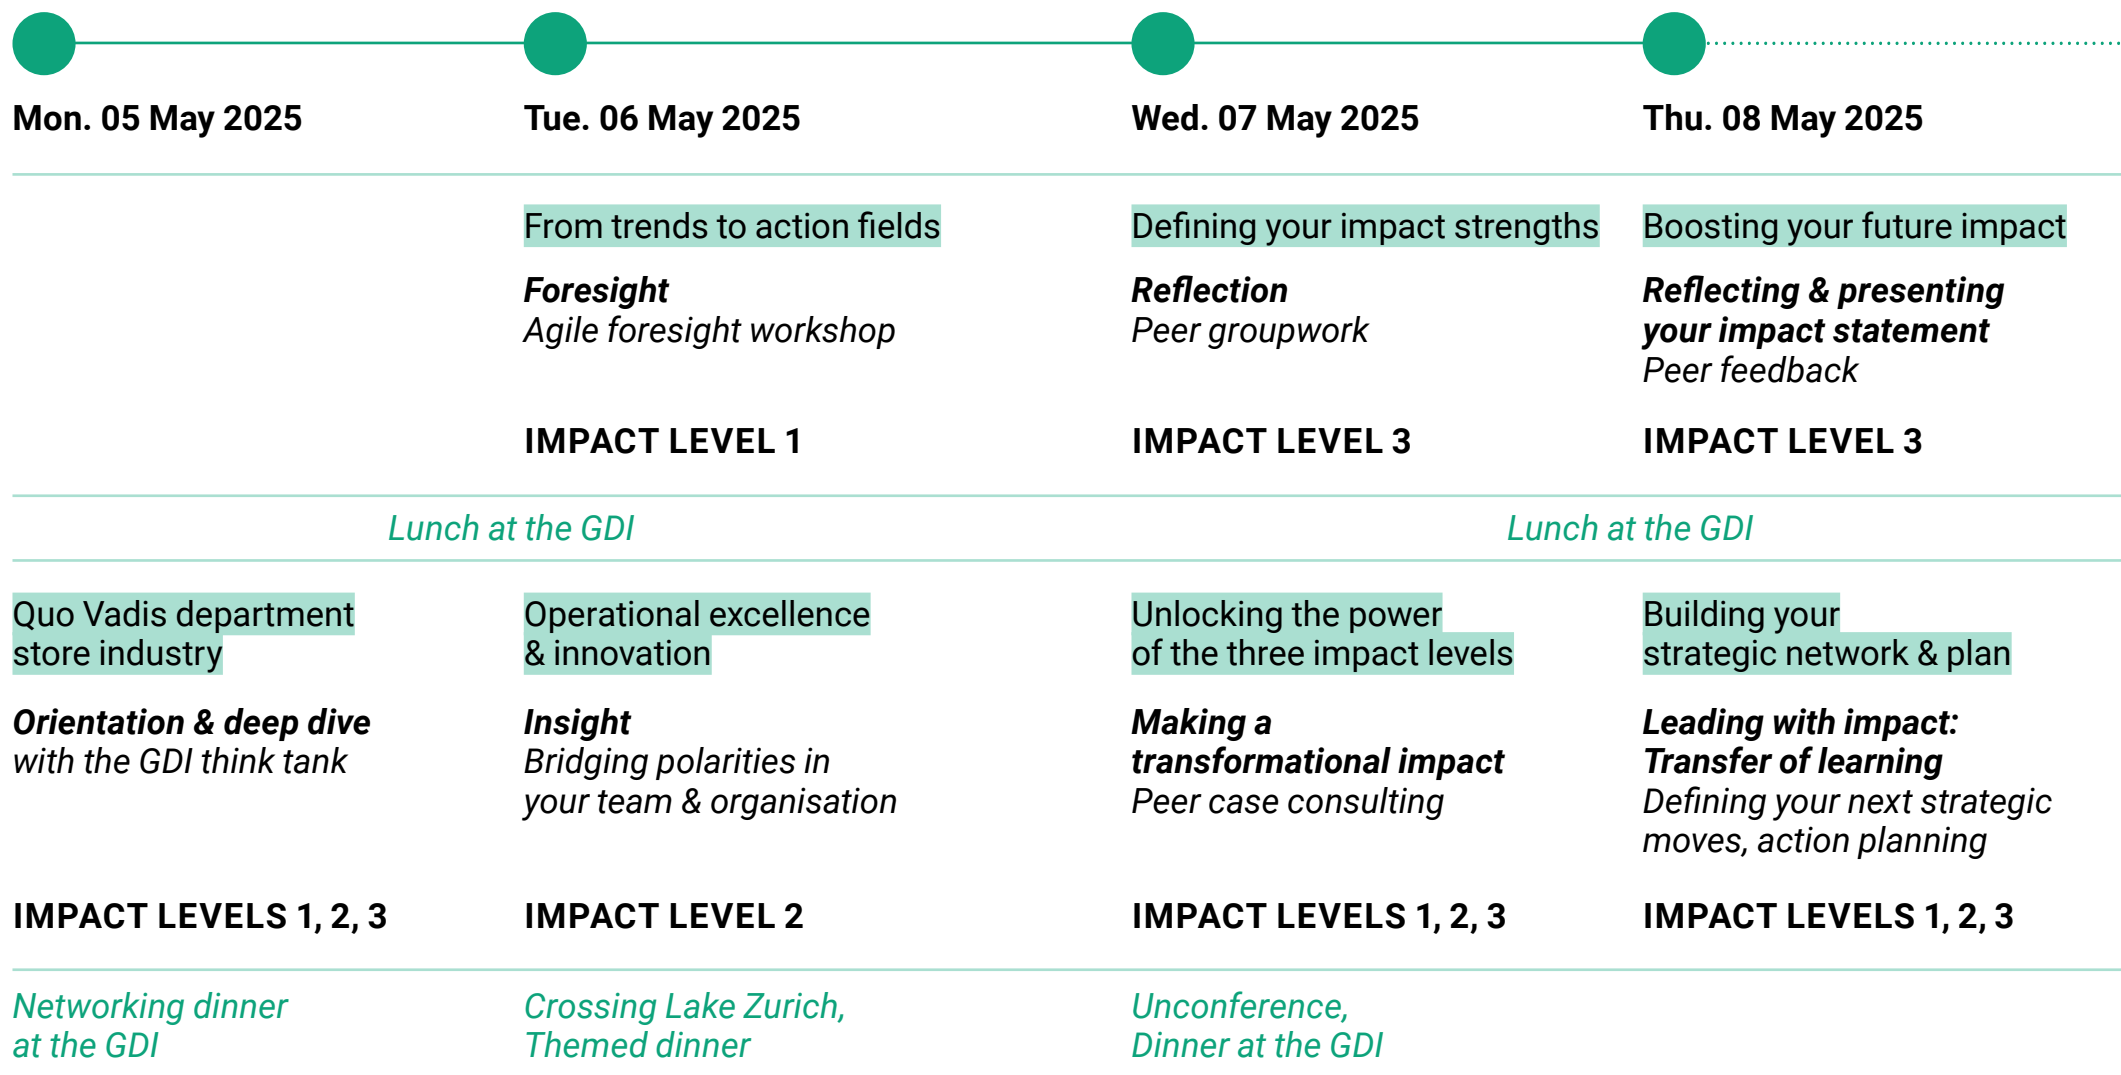 Mon. 05 May 2025
Tue. 06 May 2025
Wed. 07 May 2025
Thu. 08 May 2025
From trends to action fields
Foresight
Agile foresight workshop
IMPACT LEVEL 1
Defining your impact strengths
Reflection
Peer groupwork
IMPACT LEVEL 3
Boosting your future impact
Reflecting & presenting
your impact statement
Peer feedback
IMPACT LEVEL 3
Lunch at the GDI
Lunch at the GDI
Quo Vadis department
store industry
Orientation & deep dive
with the GDI think tank
IMPACT LEVELS 1, 2, 3
Operational excellence
& innovation
Insight
Bridging polarities in
your team & organisation
IMPACT LEVEL 2
Unlocking the power
of the three impact levels
Making a
transformational impact
Peer case consulting
IMPACT LEVELS 1, 2, 3
Building your
strategic network & plan
Leading with impact:
Transfer of learning
Defining your next strategic
moves, action planning
IMPACT LEVELS 1, 2, 3
Networking dinner
at the GDI
Crossing Lake Zurich,
Themed dinner
Unconference,
Dinner at the GDI